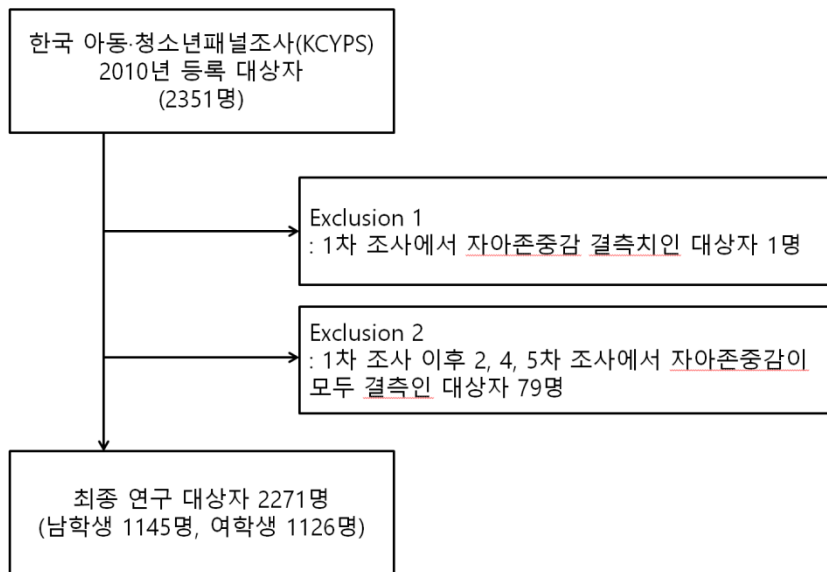 한국 아동·청소년패널조사(KCYPS)
2010년 등록 대상자
(2351명)
Exclusion 1
: 1차 조사에서 자아존중감 결측치인 대상자 1명
Exclusion 2
: 1차 조사 이후 2, 4, 5차 조사에서 자아존중감이
모두 결측인 대상자 79명
최종 연구 대상자 2271명
(남학생 1145명, 여학생 1126명)